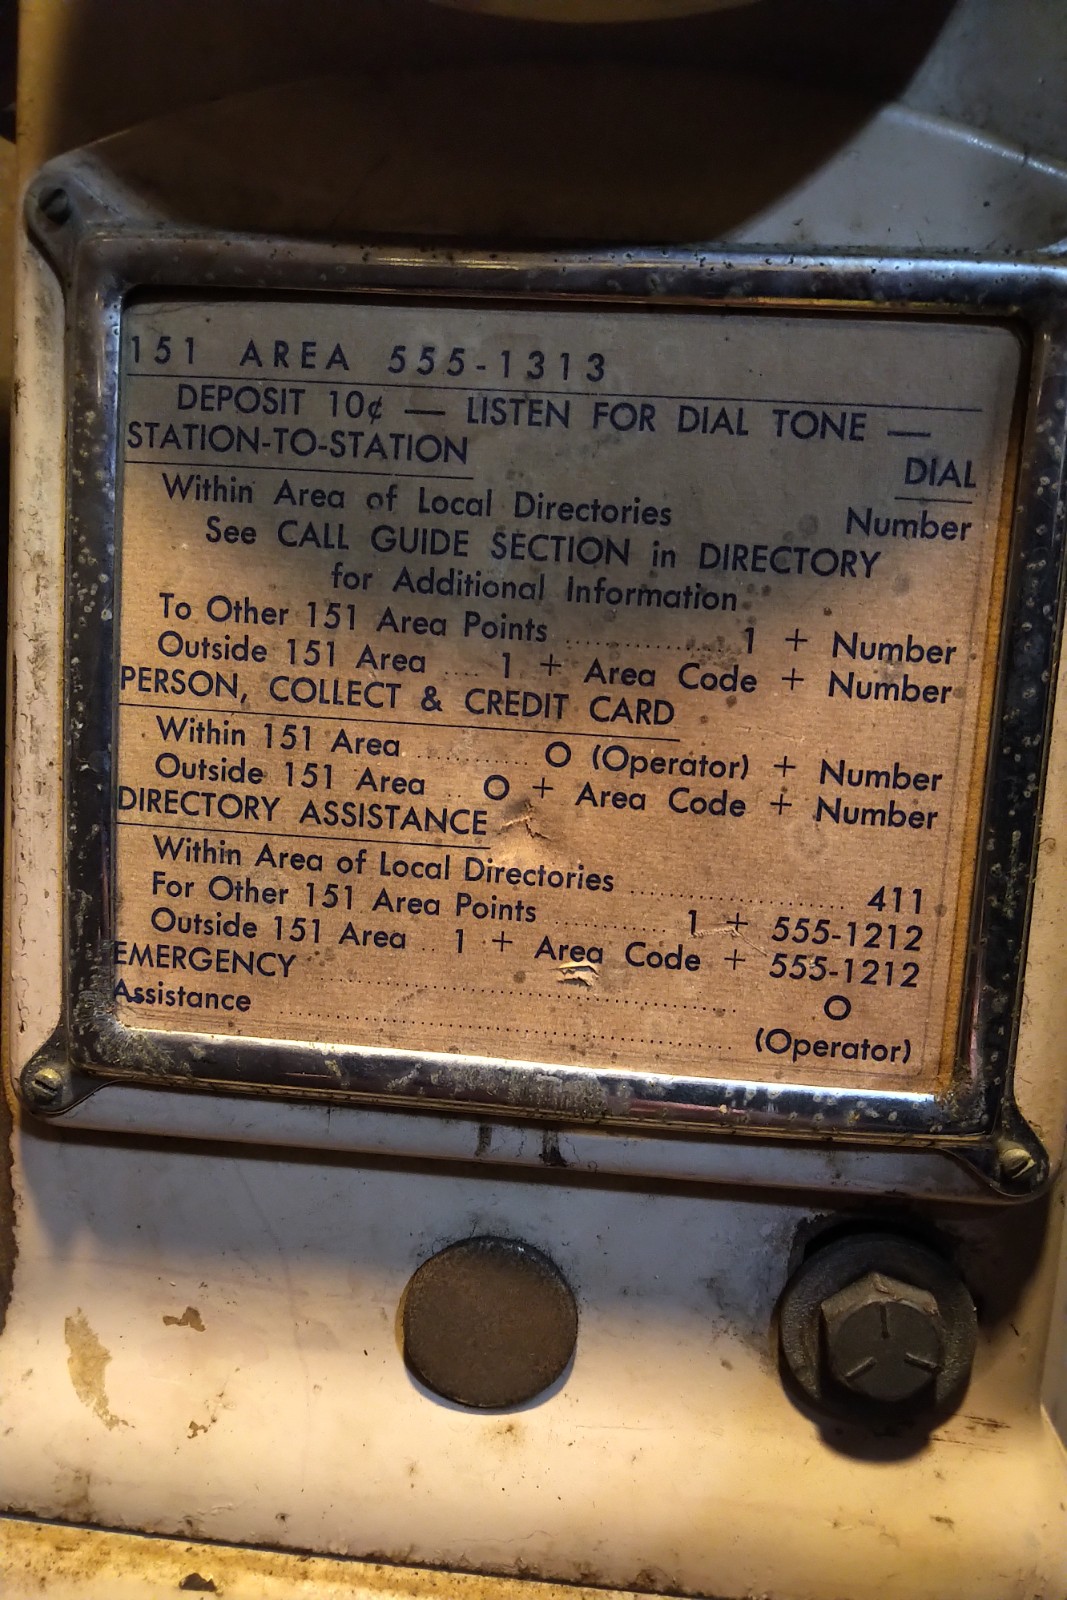 151 AREA 555-1313
DEPOSIT 10¢ — LISTEN FOR DIAL TONE —
STATION-TO-STATION DIAL
Within Area of Local Directories Number
See CALL GUIDE SECTION in DIRECTORY
for Additional Information
To Other 151 Area Points .................... 1 + Number
Outside 151 Area .... 1 + Area Code + Number
PERSON, COLLECT & CREDIT CARD
Within 151 Area ................ O (Operator) + Number
Outside 151 Area .. O + Area Code + Number
DIRECTORY ASSISTANCE
Within Area of Local Directories .............................. 411
For Other 151 Area Points ................ 1 + 555-1212
Outside 151 Area .. 1 + Area Code + 555-1212
EMERGENCY .................................................. O
Assistance .................................................. (Operator)